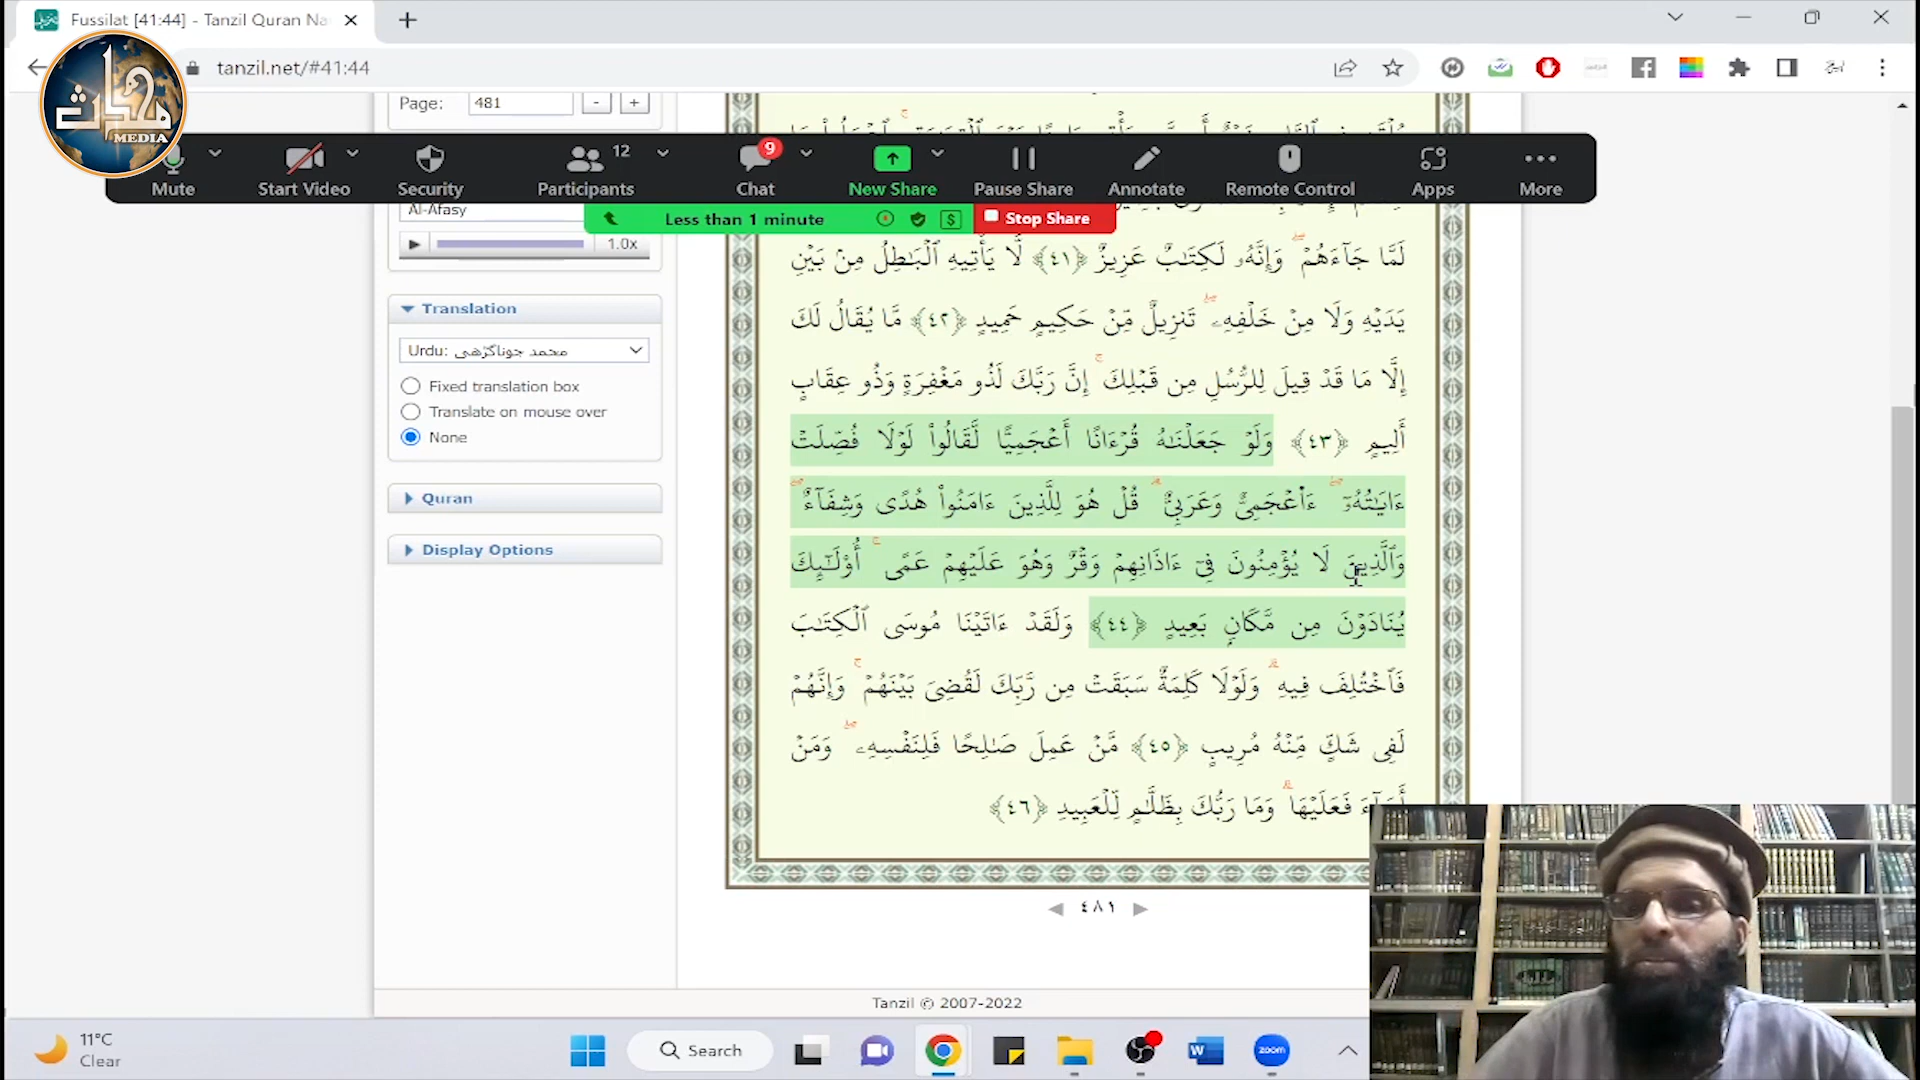 Fussilat [41:44] - Tanzil Quran Na
tanzil.net/#41:44
محدث
MEDIA
Page: 481 - +
Mute
Start Video
Security
Participants 12
Chat 9
New Share
Pause Share
Annotate
Remote Control
Apps
More
Less than 1 minute
Stop Share
Al-Afasy
1.0x
Translation
Urdu: محمد جوناگڑھی
Fixed translation box
Translate on mouse over
None
Quran
Display Options
لَمَّا جَآءَهُمْ ۖ وَإِنَّهُۥ لَكِتَـٰبٌ عَزِيزٌ ﴿٤١﴾ لَّا يَأْتِيهِ ٱلْبَـٰطِلُ مِنۢ بَيْنِ
يَدَيْهِ وَلَا مِنْ خَلْفِهِۦ ۖ تَنزِيلٌ مِّنْ حَكِيمٍ حَمِيدٍ ﴿٤٢﴾ مَّا يُقَالُ لَكَ
إِلَّا مَا قَدْ قِيلَ لِلرُّسُلِ مِن قَبْلِكَ ۚ إِنَّ رَبَّكَ لَذُو مَغْفِرَةٍ وَذُو عِقَابٍ
أَلِيمٍ ﴿٤٣﴾ وَلَوْ جَعَلْنَـٰهُ قُرْءَانًا أَعْجَمِيًّا لَّقَالُوا۟ لَوْلَا فُصِّلَتْ
ءَايَـٰتُهُۥٓ ۖ ءَا۬عْجَمِىٌّ وَعَرَبِىٌّ ۗ قُلْ هُوَ لِلَّذِينَ ءَامَنُوا۟ هُدًى وَشِفَآءٌ ۖ
وَٱلَّذِينَ لَا يُؤْمِنُونَ فِىٓ ءَاذَانِهِمْ وَقْرٌ وَهُوَ عَلَيْهِمْ عَمًى ۚ أُو۟لَـٰٓئِكَ
يُنَادَوْنَ مِن مَّكَانٍۭ بَعِيدٍ ﴿٤٤﴾ وَلَقَدْ ءَاتَيْنَا مُوسَى ٱلْكِتَـٰبَ
فَٱخْتُلِفَ فِيهِ ۗ وَلَوْلَا كَلِمَةٌ سَبَقَتْ مِن رَّبِّكَ لَقُضِىَ بَيْنَهُمْ ۚ وَإِنَّهُمْ
لَفِى شَكٍّ مِّنْهُ مُرِيبٍ ﴿٤٥﴾ مَّنْ عَمِلَ صَـٰلِحًا فَلِنَفْسِهِۦ ۖ وَمَنْ
أَسَآءَ فَعَلَيْهَا ۗ وَمَا رَبُّكَ بِظَلَّـٰمٍ لِّلْعَبِيدِ ﴿٤٦﴾
٤٨١
Tanzil © 2007-2022
11°C
Clear
Search
zoom